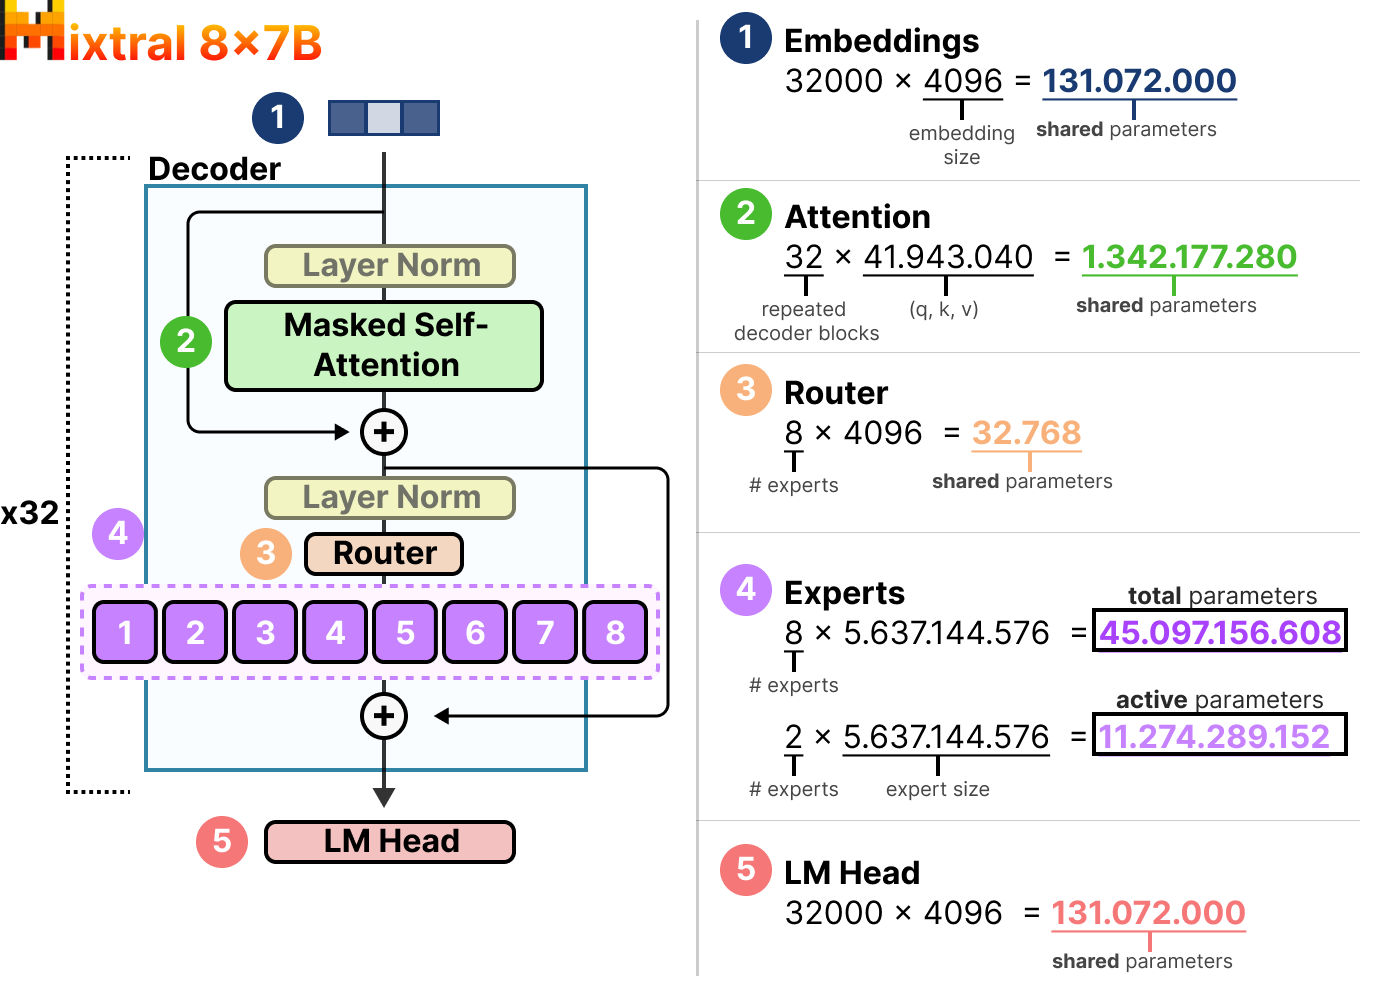 Mixtral 8×7B
1
Decoder
Layer Norm
2
Masked Self-
Attention
+
Layer Norm
x32
4
3
Router
1 2 3 4 5 6 7 8
+
5
LM Head
1
Embeddings
32000 × 4096 = 131.072.000
embedding
size
shared parameters
2
Attention
32 × 41.943.040 = 1.342.177.280
repeated
decoder blocks
(q, k, v)
shared parameters
3
Router
8 × 4096 = 32.768
# experts
shared parameters
4
Experts
total parameters
8 × 5.637.144.576 = 45.097.156.608
# experts
active parameters
2 × 5.637.144.576 = 11.274.289.152
# experts
expert size
5
LM Head
32000 × 4096 = 131.072.000
shared parameters